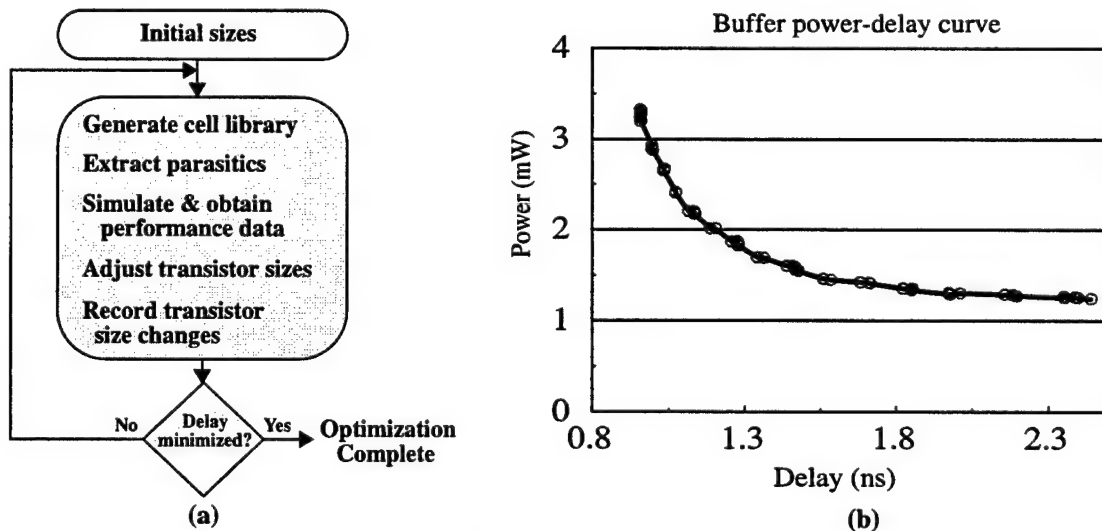 Initial sizes
Generate cell library
Extract parasitics
Simulate & obtain
performance data
Adjust transistor sizes
Record transistor
size changes
No
Delay
minimized?
Yes
Optimization
Complete
(a)
Buffer power-delay curve
Power (mW)
4
3
2
1
0
0.8 1.3 1.8 2.3
Delay (ns)
(b)